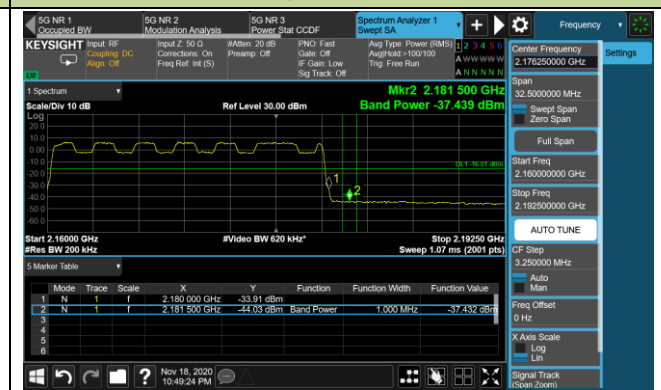 5G NR 1
Occupied BW
5G NR 2
Modulation Analysis
5G NR 3
Power Stat CCDF
Spectrum Analyzer 1
Swept SA
Frequency
KEYSIGHT
Input: RF
Coupling: DC
Align: Off
Input Z: 50 Ω
Corrections: On
Freq Ref: Int (S)
#Atten: 20 dB
Preamp: Off
PNO: Fast
Gate: Off
IF Gain: Low
Sig Track: Off
Avg Type: Power (RMS)
Avg|Hold:>100/100
Trig: Free Run
1 2 3 4 5 6
A W W W W W
A N N N N N
Settings
Center Frequency
2.176250000 GHz
Span
32.5000000 MHz
Swept Span
Zero Span
Full Span
Start Freq
2.160000000 GHz
Stop Freq
2.192500000 GHz
AUTO TUNE
CF Step
3.250000 MHz
Auto
Man
Freq Offset
0 Hz
X Axis Scale
Log
Lin
Signal Track
(Span Zoom)
1 Spectrum
Scale/Div 10 dB
Log
Ref Level 30.00 dBm
Mkr2 2.181 500 GHz
Band Power -37.439 dBm
20.0
10.0
0.00
-10.0
-20.0
-30.0
-40.0
-50.0
-60.0
DL1 -16.01 dBm
1
2
Start 2.16000 GHz
#Res BW 200 kHz
#Video BW 620 kHz*
Stop 2.19250 GHz
Sweep 1.07 ms (2001 pts)
5 Marker Table
Mode Trace Scale X Y Function Function Width Function Value
1 N 1 f 2.180 000 GHz -33.91 dBm
2 N 1 f 2.181 500 GHz -44.03 dBm Band Power 1.000 MHz -37.432 dBm
3
4
5
6
?
Nov 18, 2020
10:49:24 PM